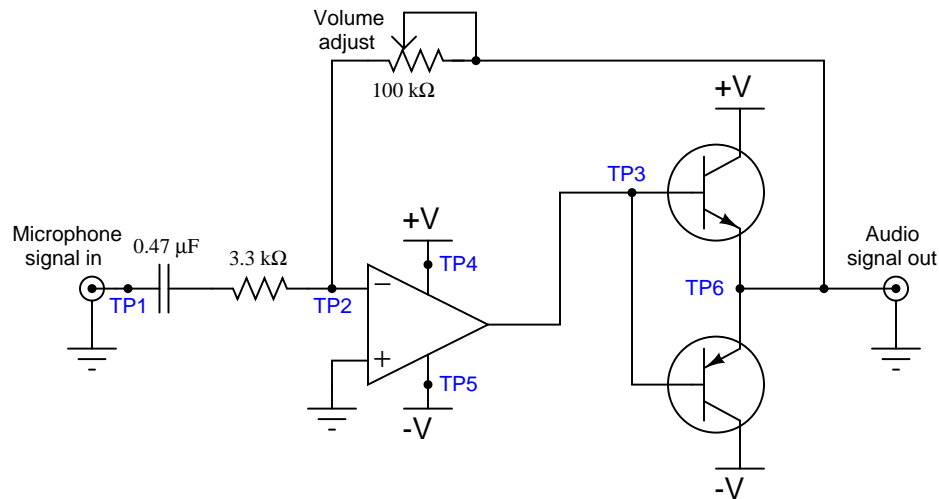 Volume
adjust
100 kΩ
+V
TP3
+V
Microphone
signal in
0.47 μF
3.3 kΩ
TP4
Audio
signal out
TP1
TP2
−
TP6
+
TP5
-V
-V